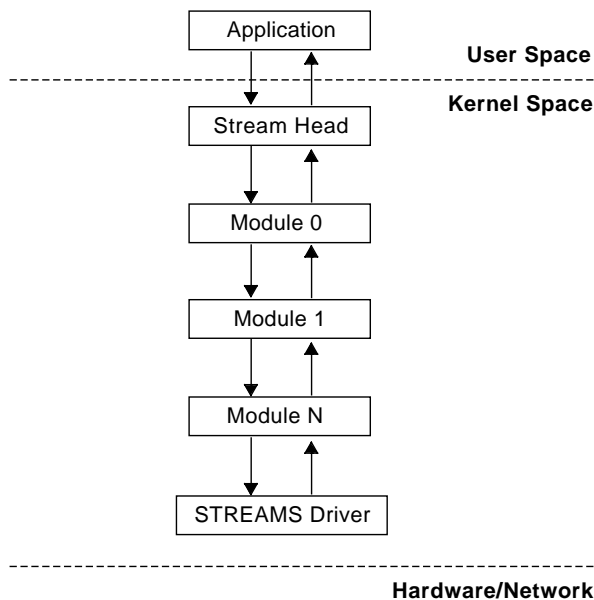 Application
User Space
Kernel Space
Stream Head
Module 0
Module 1
Module N
STREAMS Driver
Hardware/Network